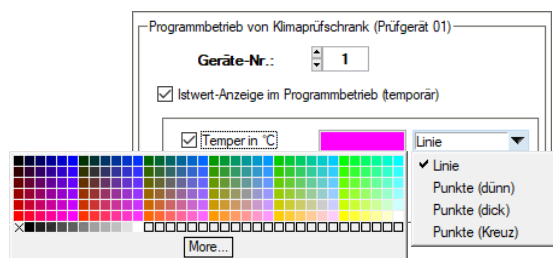 Programmbetrieb von Klimaprüfschrank (Prüfgerät 01)
Geräte-Nr.: 1
Istwert-Anzeige im Programmbetrieb (temporär)
Temper in °C Linie
Linie
Punkte (dünn)
Punkte (dick)
Punkte (Kreuz)
More...